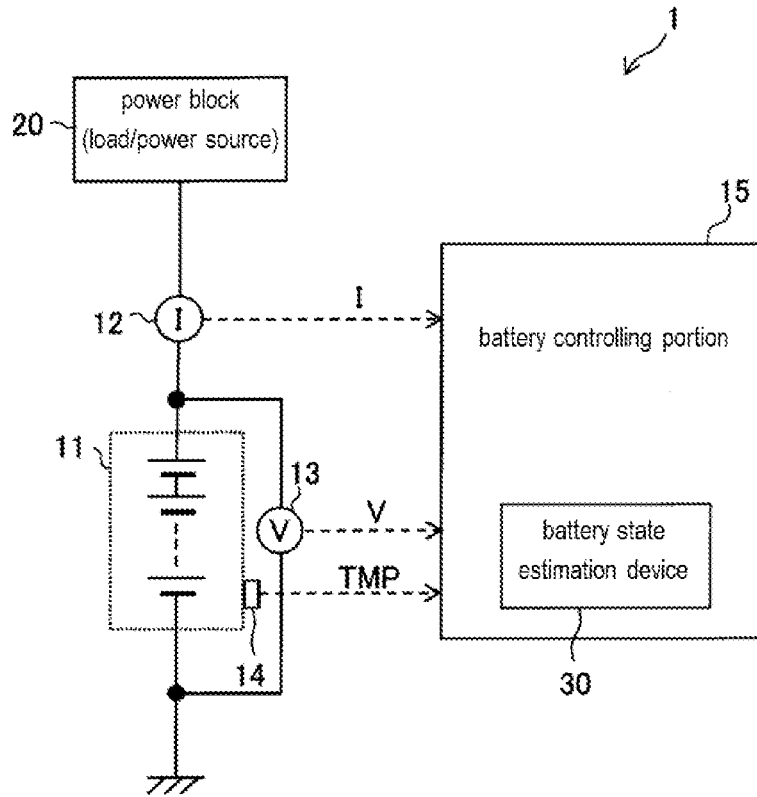 1
power block
(load/power source)
20
15
I
I
12
battery controlling portion
11
13
V
V
battery state
estimation device
TMP
14
30